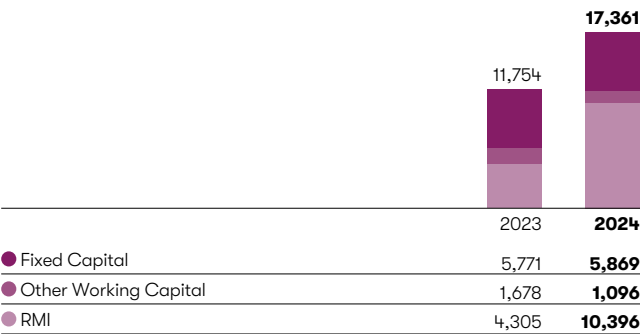 17,361
11,754
2023 2024
Fixed Capital 5,771 5,869
Other Working Capital 1,678 1,096
RMI 4,305 10,396